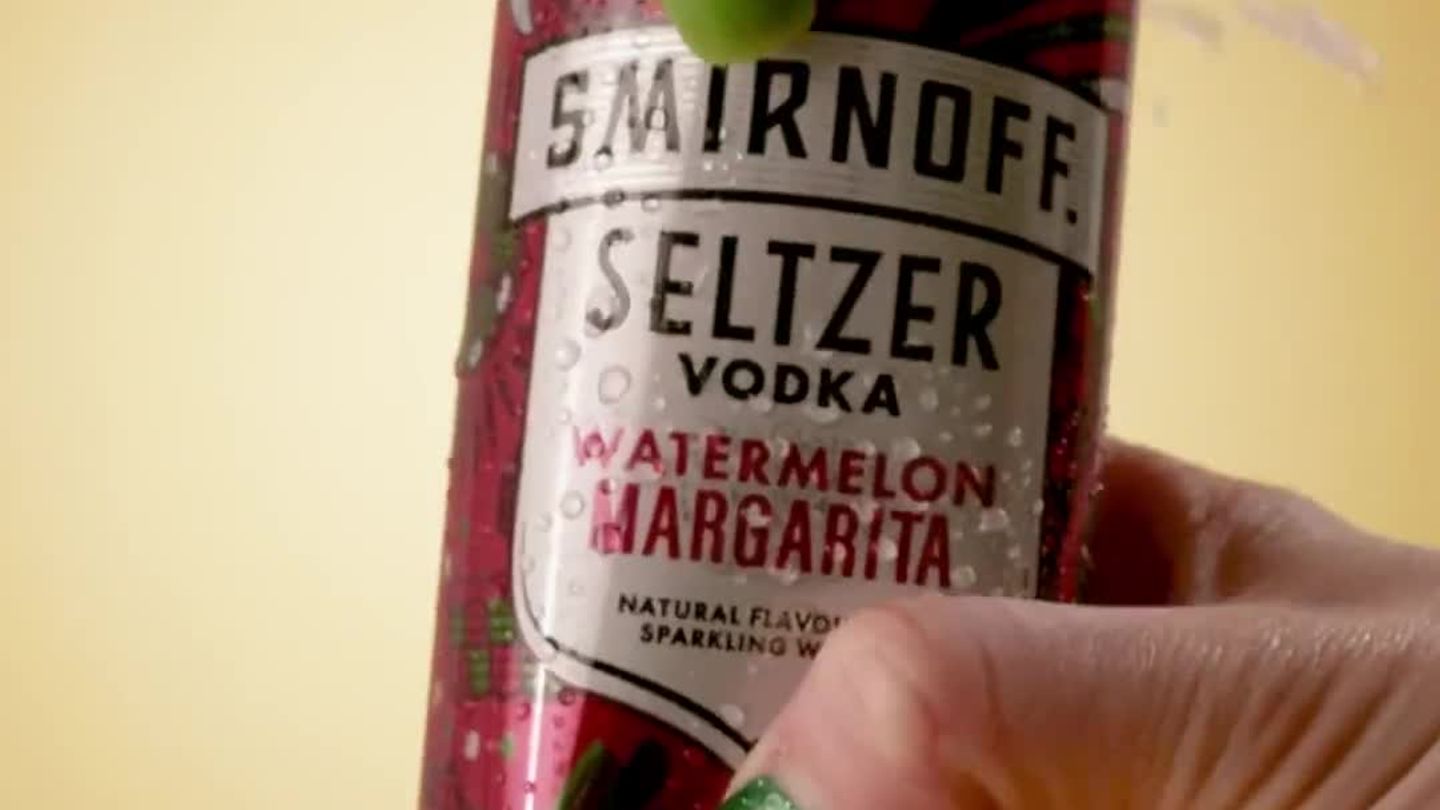 SMIRNOFF.
SELTZER
VODKA
WATERMELON
MARGARITA
NATURAL
SPARKLING